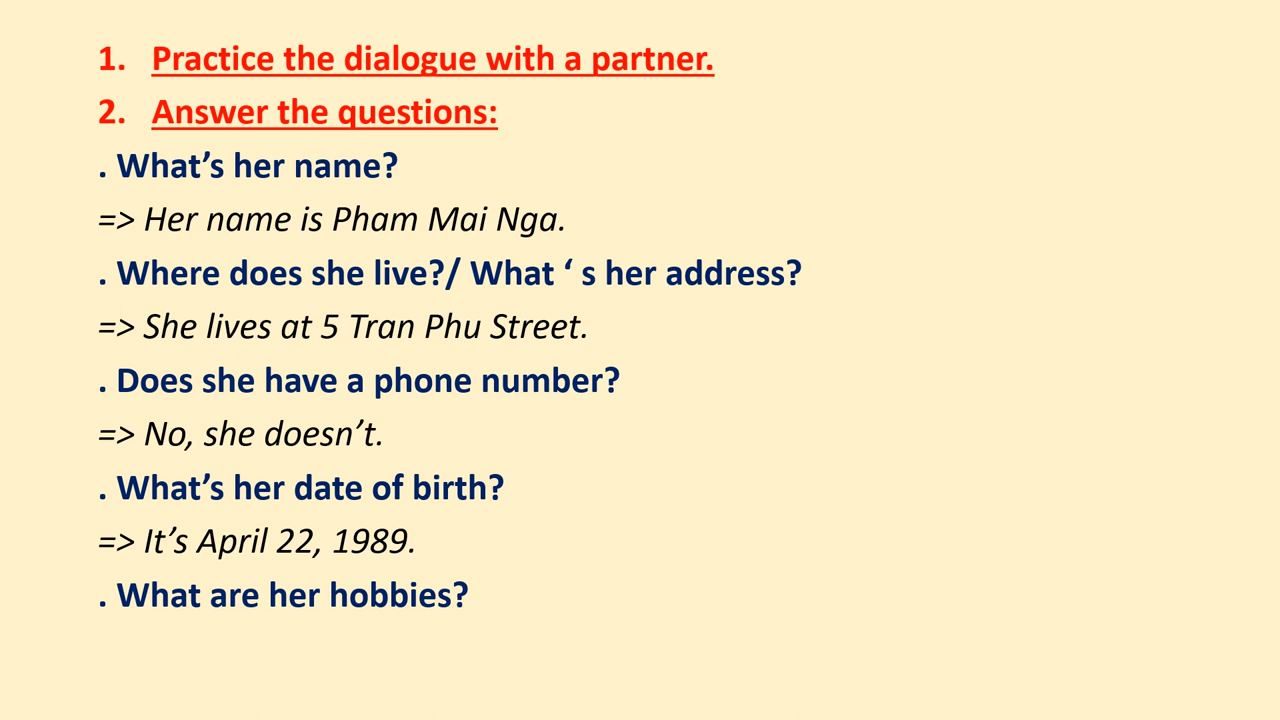 1. Practice the dialogue with a partner.
2. Answer the questions:
. What’s her name?
=> Her name is Pham Mai Nga.
. Where does she live?/ What ‘ s her address?
=> She lives at 5 Tran Phu Street.
. Does she have a phone number?
=> No, she doesn’t.
. What’s her date of birth?
=> It’s April 22, 1989.
. What are her hobbies?